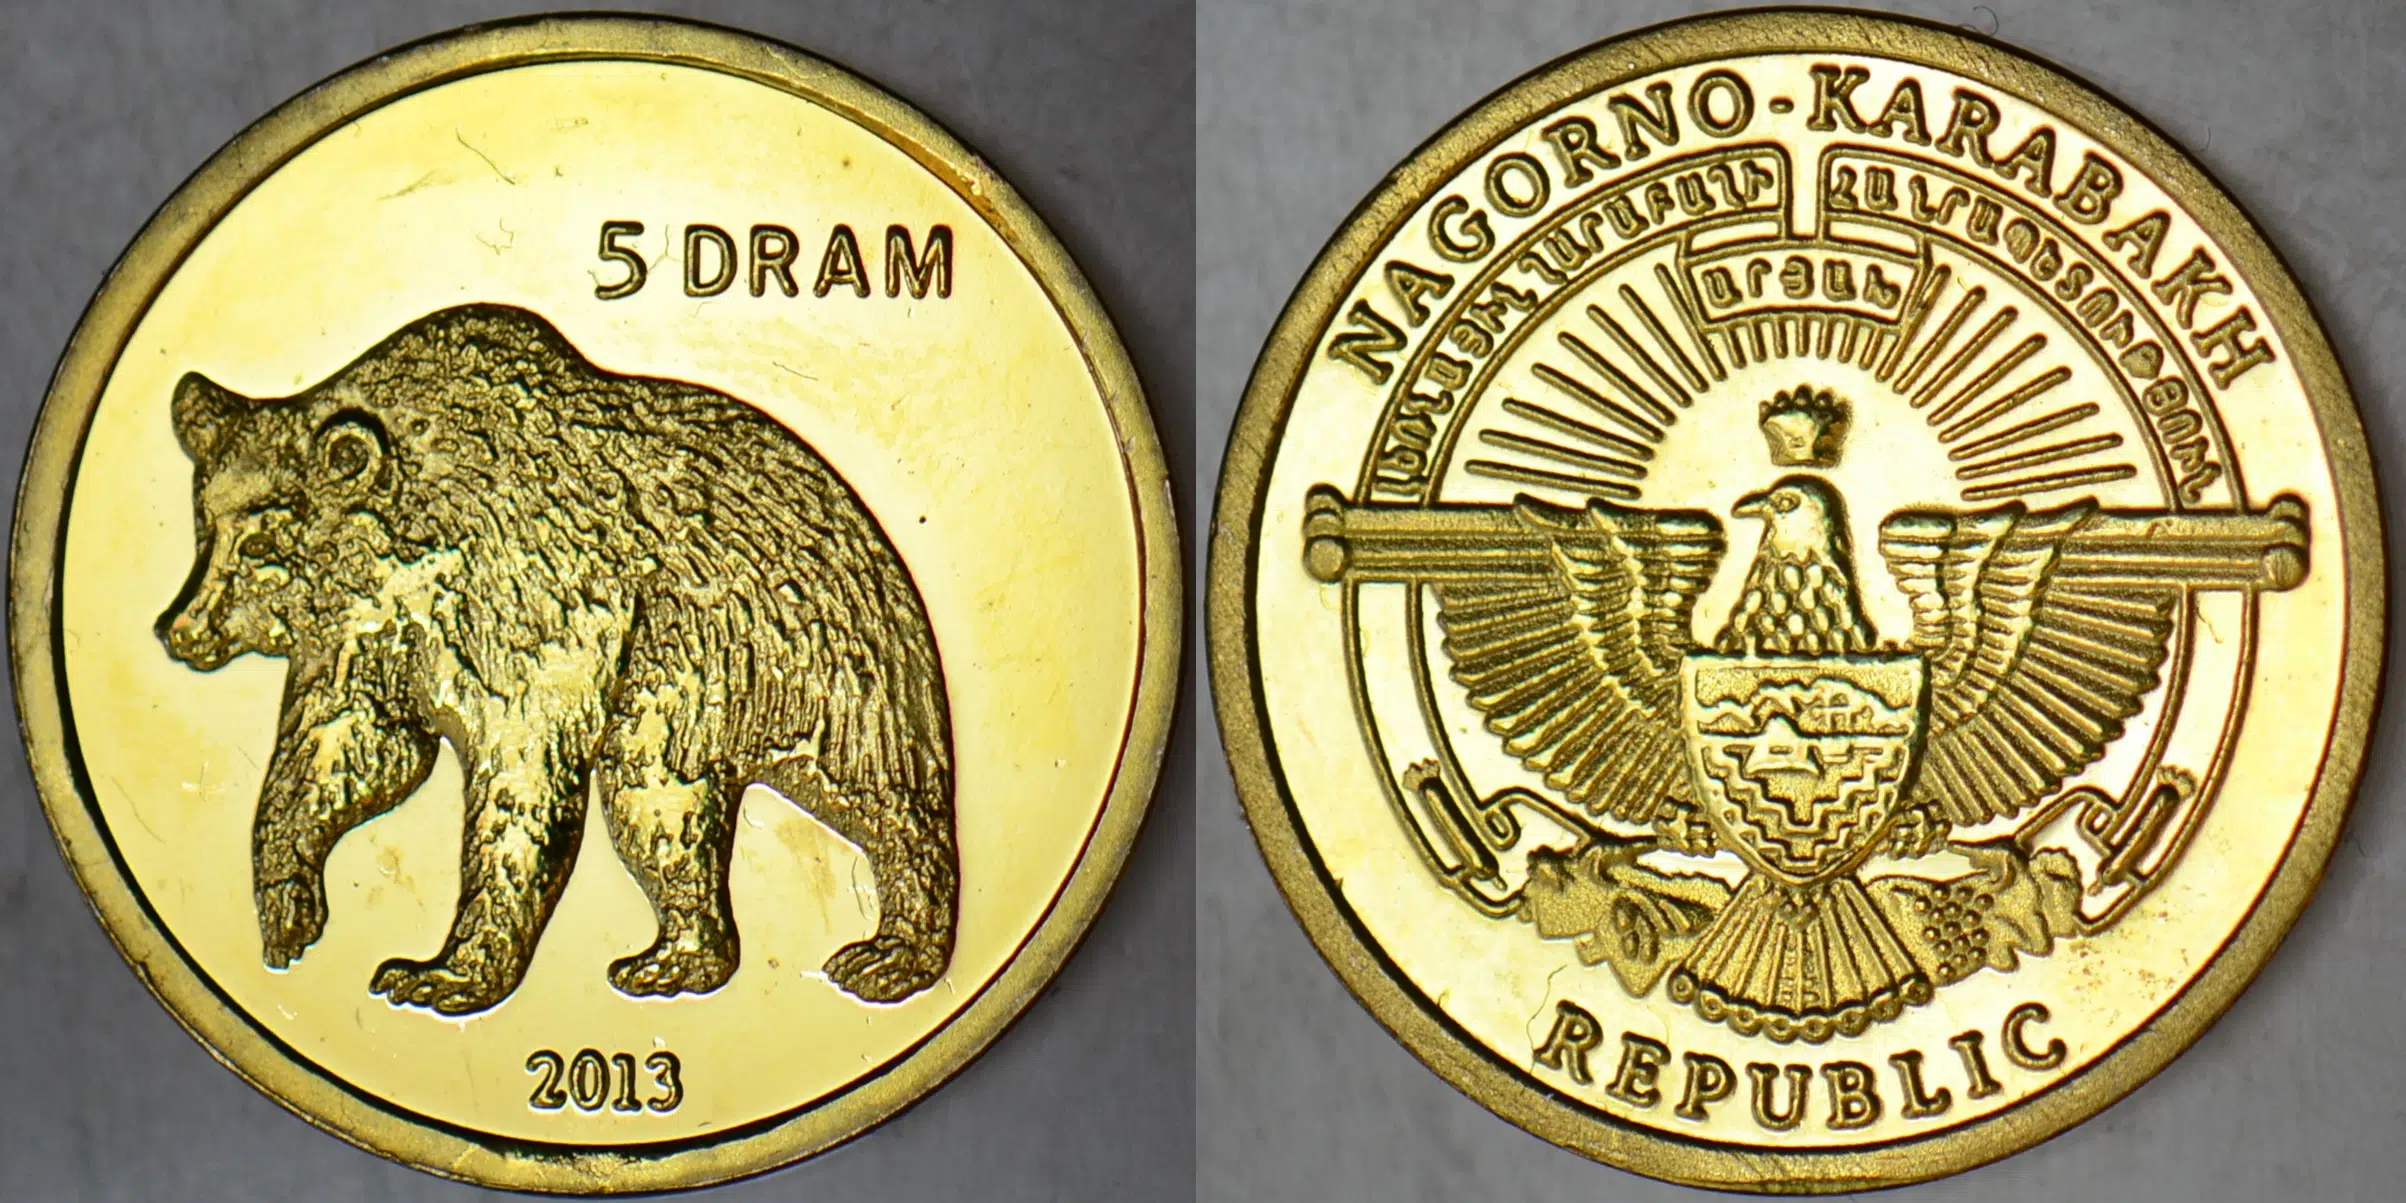 5 DRAM
2013
NAGORNO-KARABAKH
ԼԵՌՆԱՅԻՆ ՂԱՐԱԲԱՂԻ ՀԱՆՐԱՊԵՏՈՒԹՅՈՒՆ
ԱՐՑԱԽ
REPUBLIC